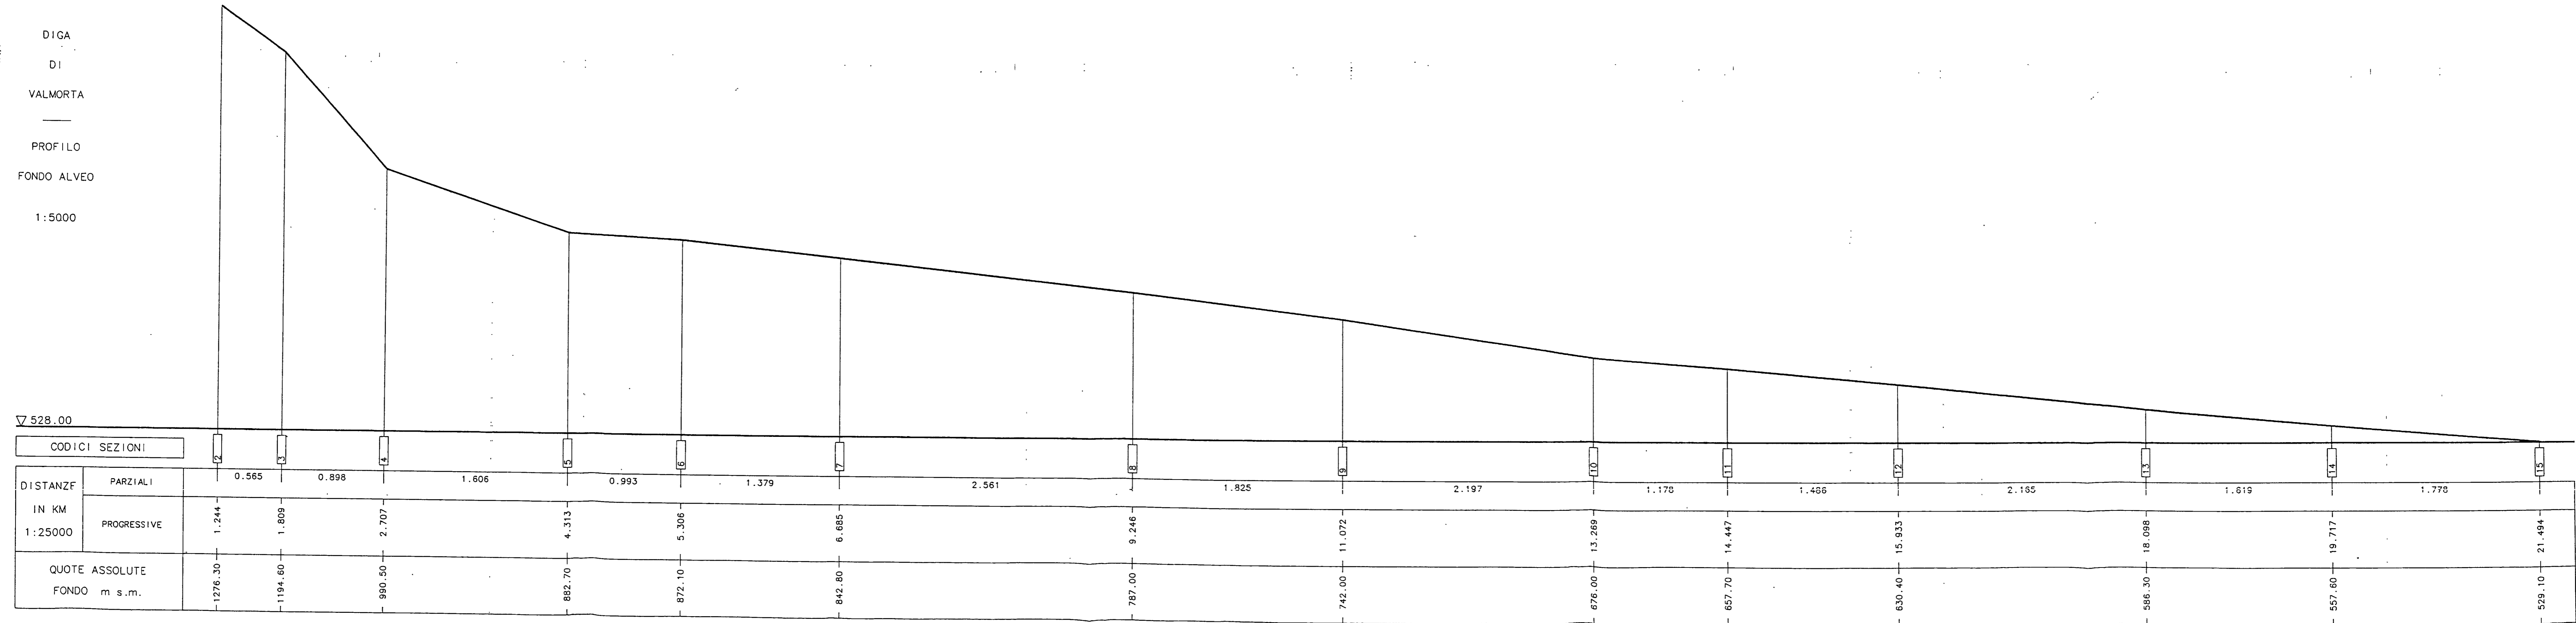 DIGA
DI
VALMORTA
PROFILO
FONDO ALVEO
1:5000
528.00
CODICI SEZIONI
2 3 4 5 6 7 8 9 10 11 12 13 14 15
DISTANZE
IN KM
1:25000
PARZIALI
0.565 0.898 1.606 0.993 1.379 2.561 1.825 2.197 1.178 1.486 2.165 1.619 1.778
PROGRESSIVE
1.244 1.809 2.707 4.313 5.306 6.685 9.246 11.072 13.269 14.447 15.933 18.098 19.717 21.494
QUOTE ASSOLUTE
FONDO m s.m.
1276.30 1194.60 990.50 882.70 872.10 842.80 787.00 742.00 676.00 657.70 630.40 586.30 557.60 529.10